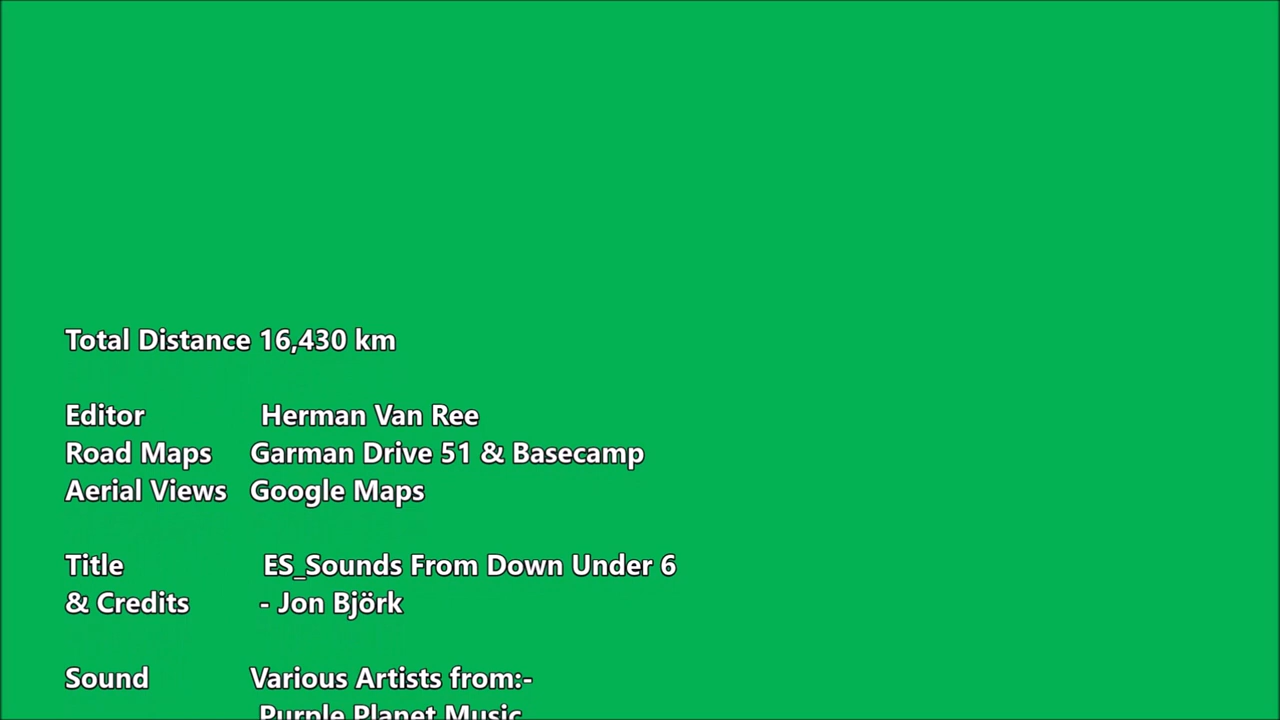 Total Distance 16,430 km
Editor Herman Van Ree
Road Maps Garman Drive 51 & Basecamp
Aerial Views Google Maps
Title ES_Sounds From Down Under 6
& Credits - Jon Björk
Sound Various Artists from:-
Purple Planet Music